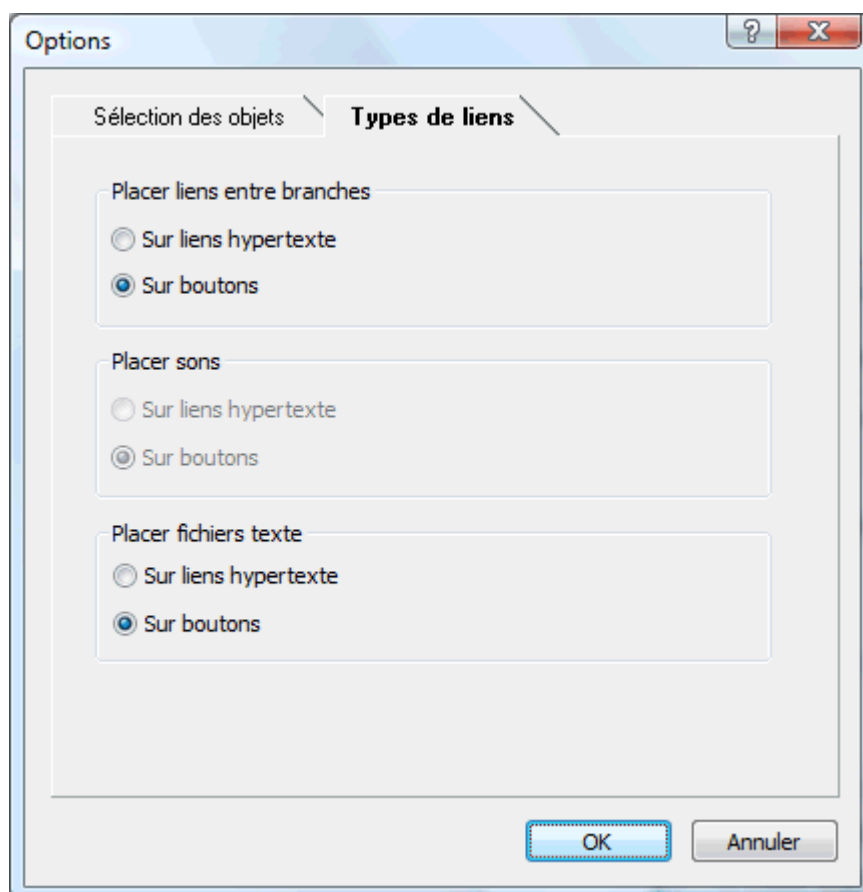 Options
Sélection des objets
Types de liens
Placer liens entre branches
Sur liens hypertexte
Sur boutons
Placer sons
Sur liens hypertexte
Sur boutons
Placer fichiers texte
Sur liens hypertexte
Sur boutons
OK
Annuler